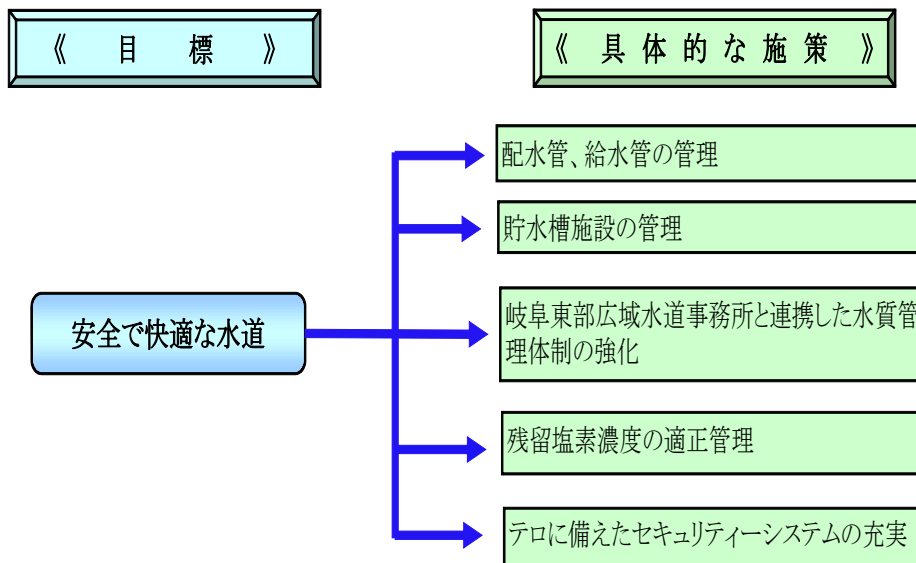 《 目 標 》
《 具 体 的 な 施 策 》
配水管、給水管の管理
貯水槽施設の管理
安全で快適な水道
岐阜東部広域水道事務所と連携した水質管
理体制の強化
残留塩素濃度の適正管理
テロに備えたセキュリティーシステムの充実